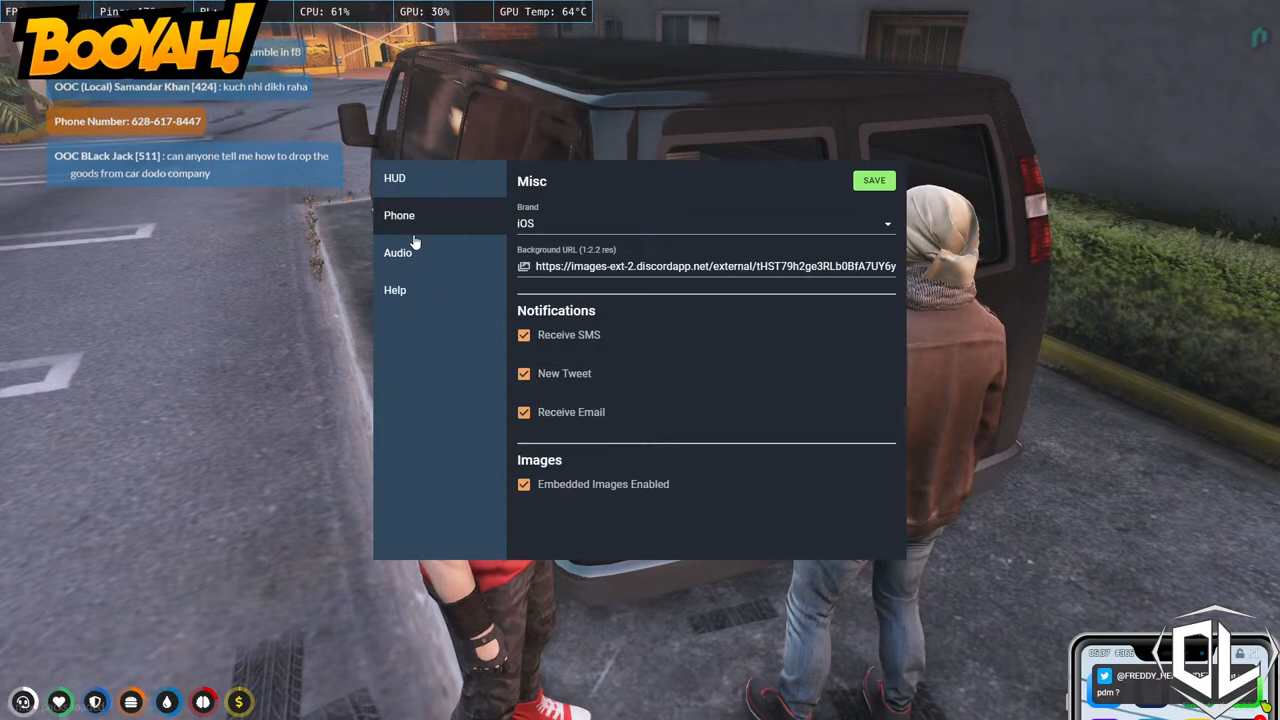 CPU: 61%
GPU: 30%
GPU Temp: 64°C
BOOYAH!
in f8
OOC (Local) Samandar Khan [424] : kuch nhi dikh raha
Phone Number: 628-617-8447
OOC BLack Jack [511] : can anyone tell me how to drop the
goods from car dodo company
HUD
Phone
Audio
Help
Misc
SAVE
Brand
iOS
Background URL (1:2.2 res)
https://images-ext-2.discordapp.net/external/tHST79h2ge3RLb0BfA7UY6y
Notifications
Receive SMS
New Tweet
Receive Email
Images
Embedded Images Enabled
pdm ?